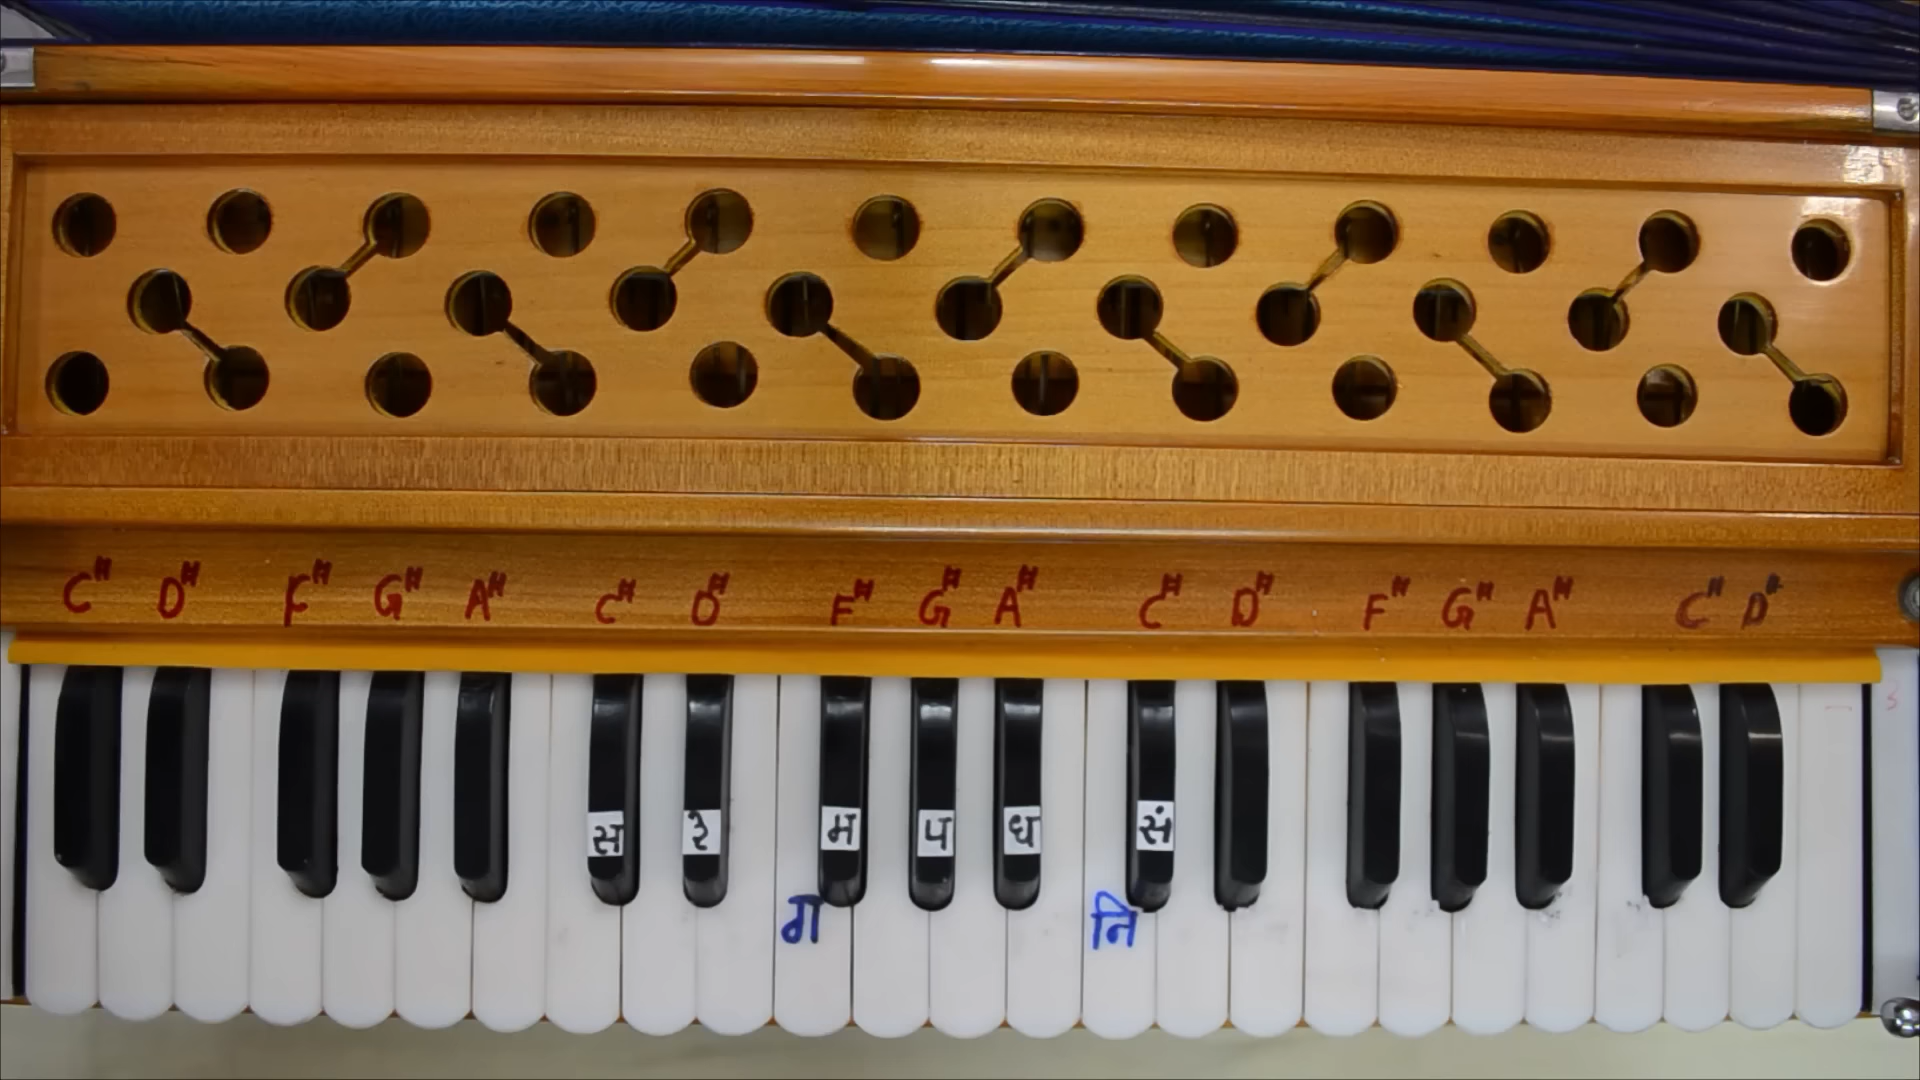 C# D# F# G# A# C# D# F# G# A# C# D# F# G# A# C# D#
स रे म प ध सं
ग नि